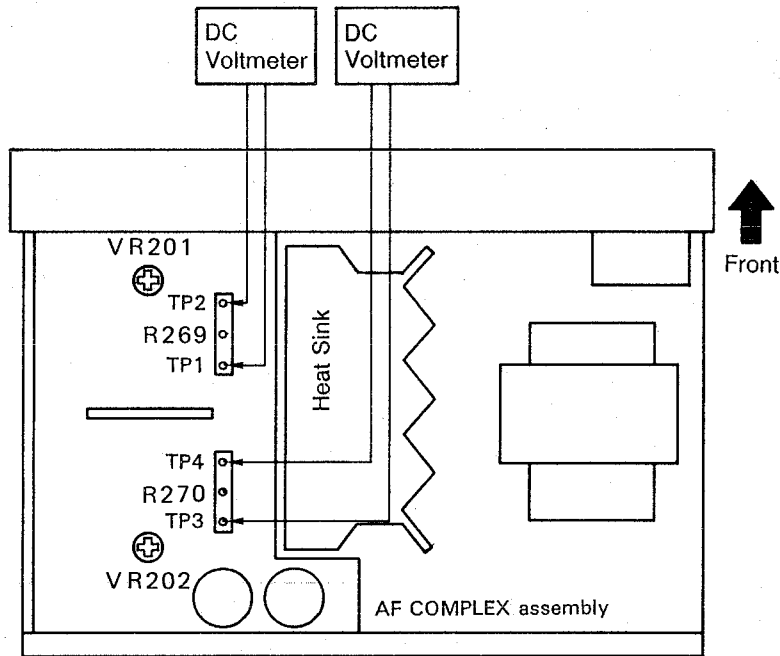 DC
Voltmeter
DC
Voltmeter
Front
VR201
TP2
R269
TP1
Heat Sink
TP4
R270
TP3
VR202
AF COMPLEX assembly